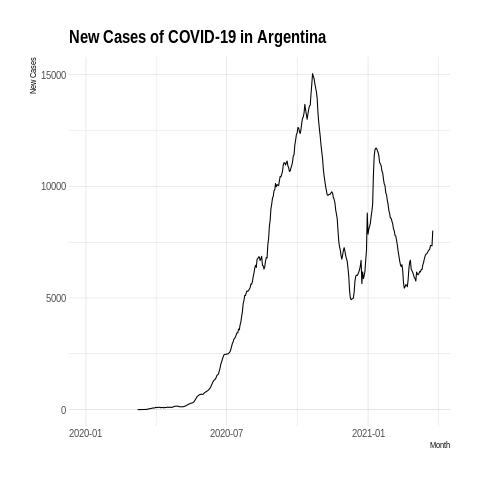 New Cases of COVID-19 in Argentina
New Cases
15000
10000
5000
0
2020-01
2020-07
2021-01
Month